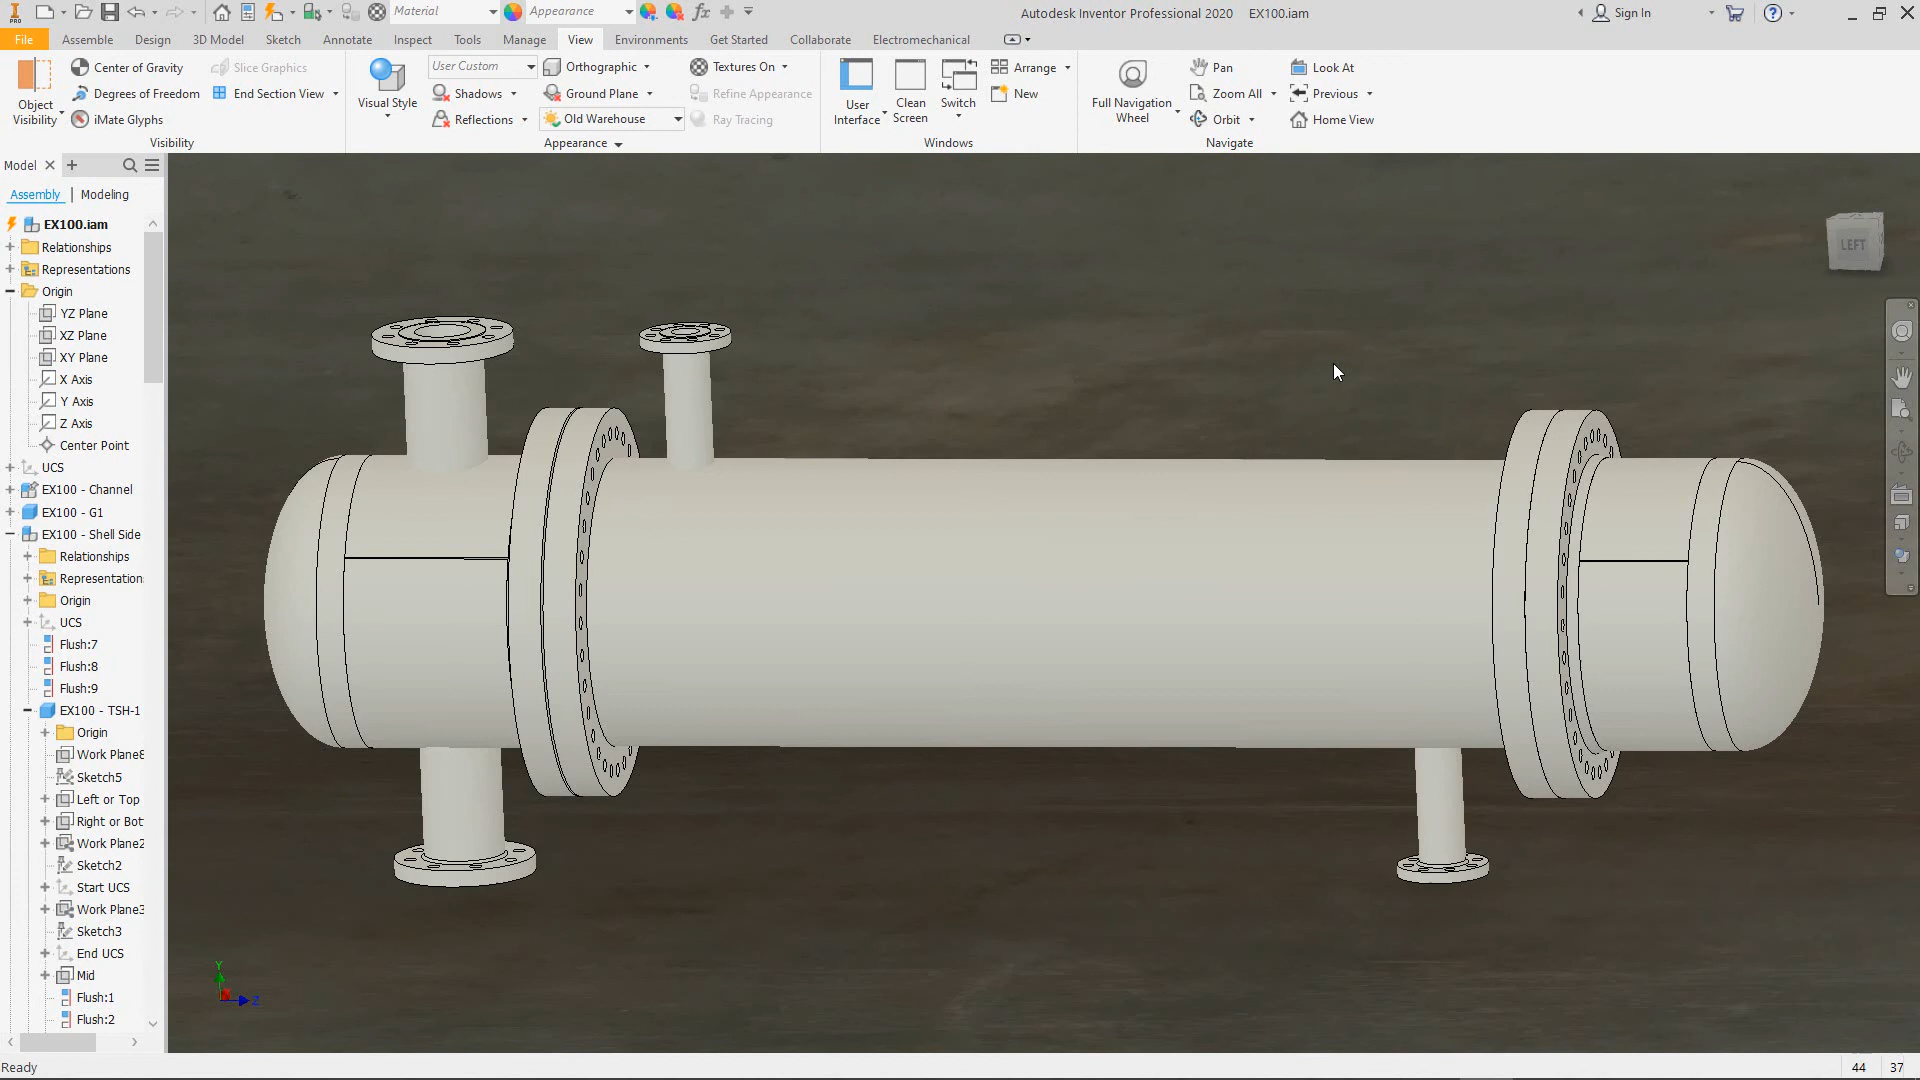 PRO
Material
Appearance
fx
Autodesk Inventor Professional 2020 EX100.iam
Sign In
File
Assemble
Design
3D Model
Sketch
Annotate
Inspect
Tools
Manage
View
Environments
Get Started
Collaborate
Electromechanical
Object
Visibility
Center of Gravity
Degrees of Freedom
iMate Glyphs
Slice Graphics
End Section View
Visibility
Visual Style
User Custom
Shadows
Reflections
Orthographic
Ground Plane
Old Warehouse
Textures On
Refine Appearance
Ray Tracing
Appearance
User
Interface
Clean
Screen
Switch
Arrange
New
Windows
Full Navigation
Wheel
Pan
Zoom All
Orbit
Look At
Previous
Home View
Navigate
Model
Assembly | Modeling
EX100.iam
Relationships
Representations
Origin
YZ Plane
XZ Plane
XY Plane
X Axis
Y Axis
Z Axis
Center Point
UCS
EX100 - Channel
EX100 - G1
EX100 - Shell Side
Relationships
Representation
Origin
UCS
Flush:7
Flush:8
Flush:9
EX100 - TSH-1
Origin
Work Plane8
Sketch5
Left or Top
Right or Bot
Work Plane2
Sketch2
Start UCS
Work Plane3
Sketch3
End UCS
Mid
Flush:1
Flush:2
LEFT
Y
Z
Ready
44 37